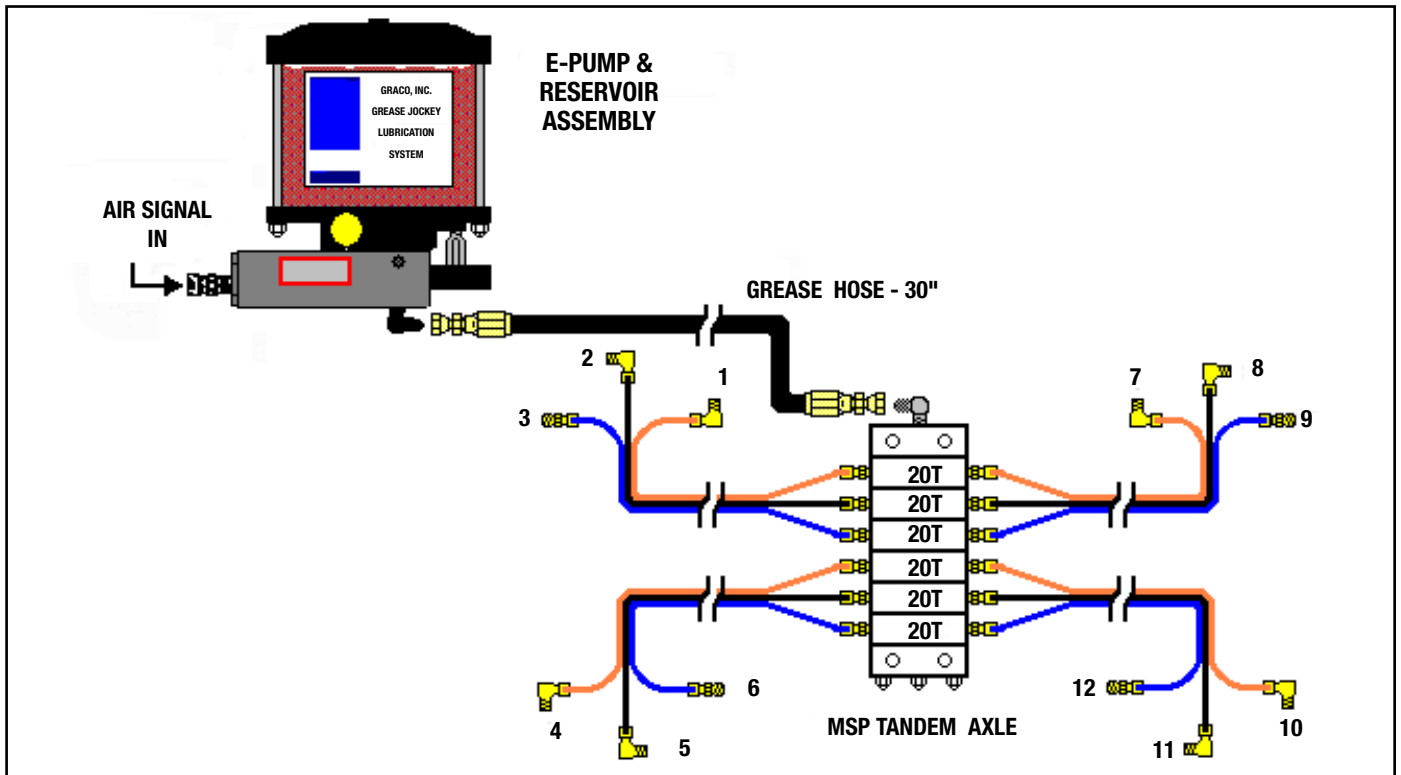 E-PUMP &
RESERVOIR
ASSEMBLY
GRACO, INC.
GREASE JOCKEY
LUBRICATION
SYSTEM
AIR SIGNAL
IN
GREASE HOSE - 30"
2
1
3
7
8
9
20T
20T
20T
20T
20T
20T
4
5
6
12
11
10
MSP TANDEM AXLE